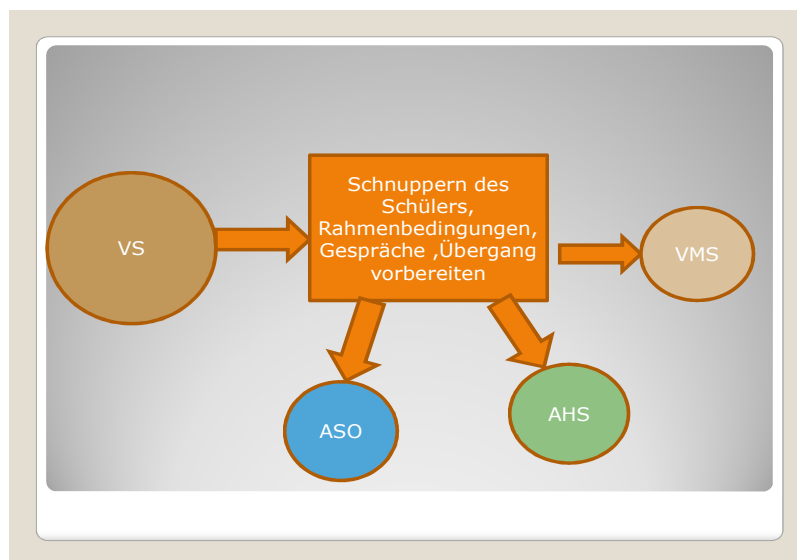 VS
Schnuppern des
Schülers,
Rahmenbedingungen,
Gespräche ,Übergang
vorbereiten
VMS
ASO
AHS